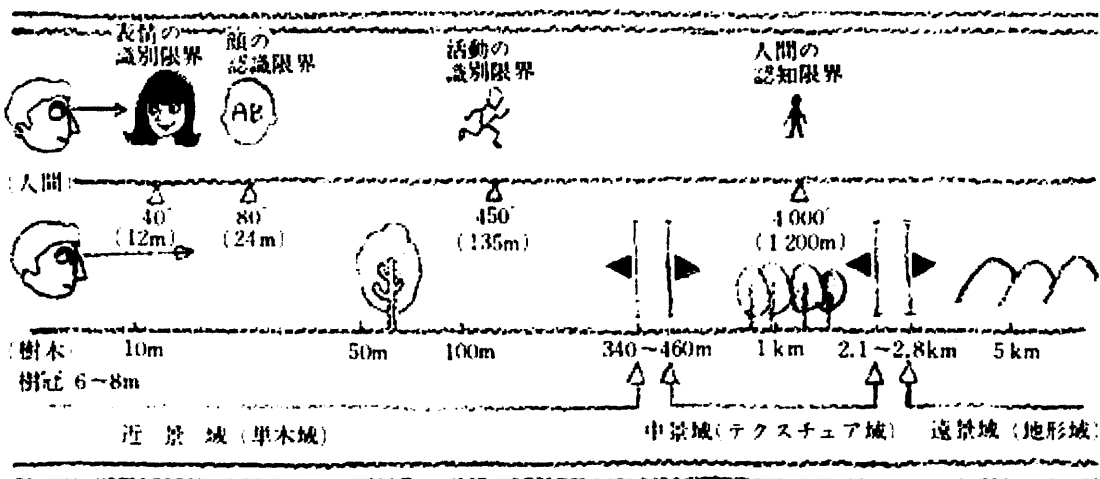 表情の
識別限界
顔の
認識限界
活動の
識別限界
人間の
認知限界
AB
人間
40′
(12m)
80′
(24m)
450′
(135m)
4000′
(1200m)
樹木
10m
50m
100m
340～460m
1km
2.1～2.8km
5km
樹冠 6～8m
近景域(単木域)
中景域(テクスチュア域)
遠景域(地形域)